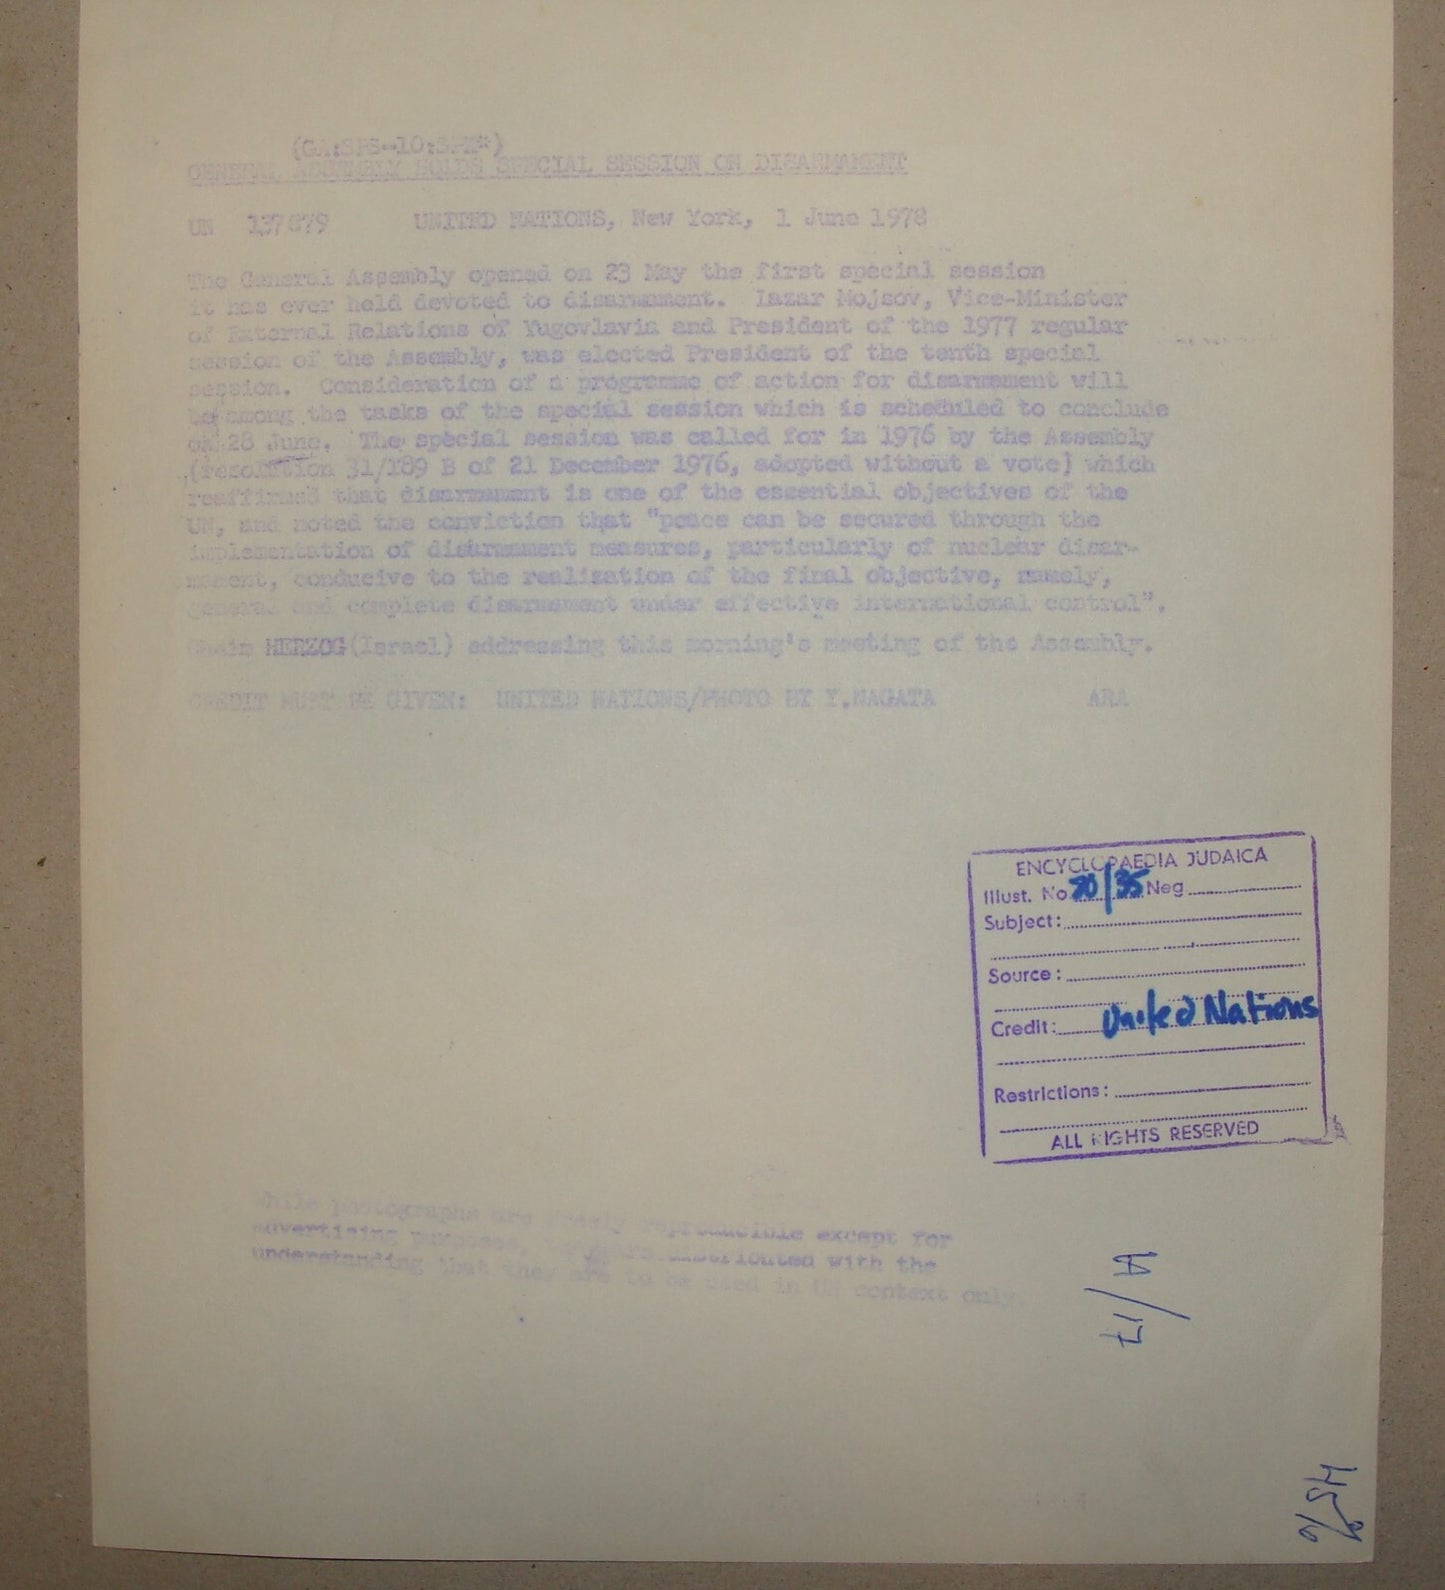 (GA:SPS-10:SPM*)
GENERAL ASSEMBLY HOLDS SPECIAL SESSION ON DISARMAMENT
UN 137679 UNITED NATIONS, New York, 1 June 1978
The General Assembly opened on 23 May the first special session
it has ever held devoted to disarmament. Lazar Mojsov, Vice-Minister
of External Relations of Yugovlavia and President of the 1977 regular
session of the Assembly, was elected President of the tenth special
session. Consideration of a programme of action for disarmament will
be among the tasks of the special session which is scheduled to conclude
on 28 June. The special session was called for in 1976 by the Assembly
(resolution 31/189 B of 21 December 1976, adopted without a vote) which
reaffirmed that disarmament is one of the essential objectives of the
UN, and noted the conviction that "peace can be secured through the
implementation of disarmament measures, particularly of nuclear disar-
mament, conducive to the realization of the final objective, namely,
general and complete disarmament under effective international control".
Chaim HERZOG(Israel) addressing this morning's meeting of the Assembly.
CREDIT MUST BE GIVEN: UNITED NATIONS/PHOTO BY Y.NAGATA ARA
ENCYCLOPAEDIA JUDAICA
Illust. No. 20/35 Neg
Subject:
Source:
Credit: United Nations
Restrictions:
ALL RIGHTS RESERVED
While photographs are freely reproducible except for
advertising purposes, distributed with the
understanding that they are to be used in UN context only.